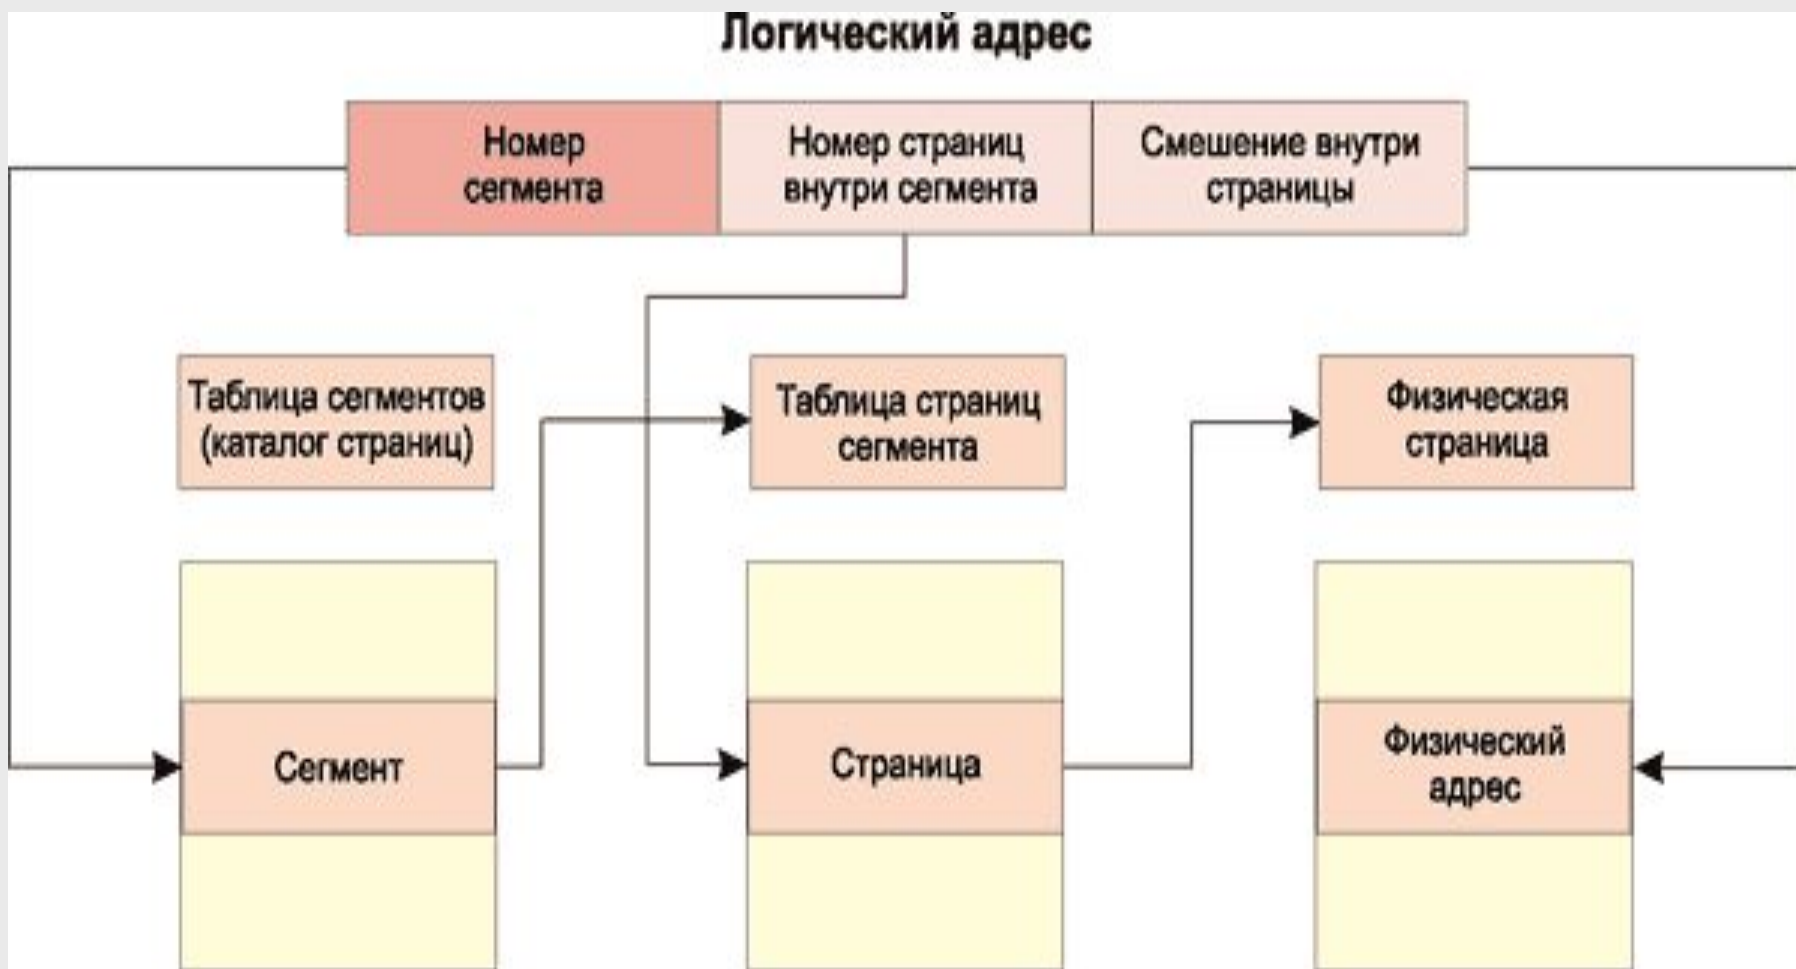 Логический адрес
Номер
сегмента
Номер страниц
внутри сегмента
Смешение внутри
страницы
Таблица сегментов
(каталог страниц)
Таблица страниц
сегмента
Физическая
страница
Сегмент
Страница
Физический
адрес